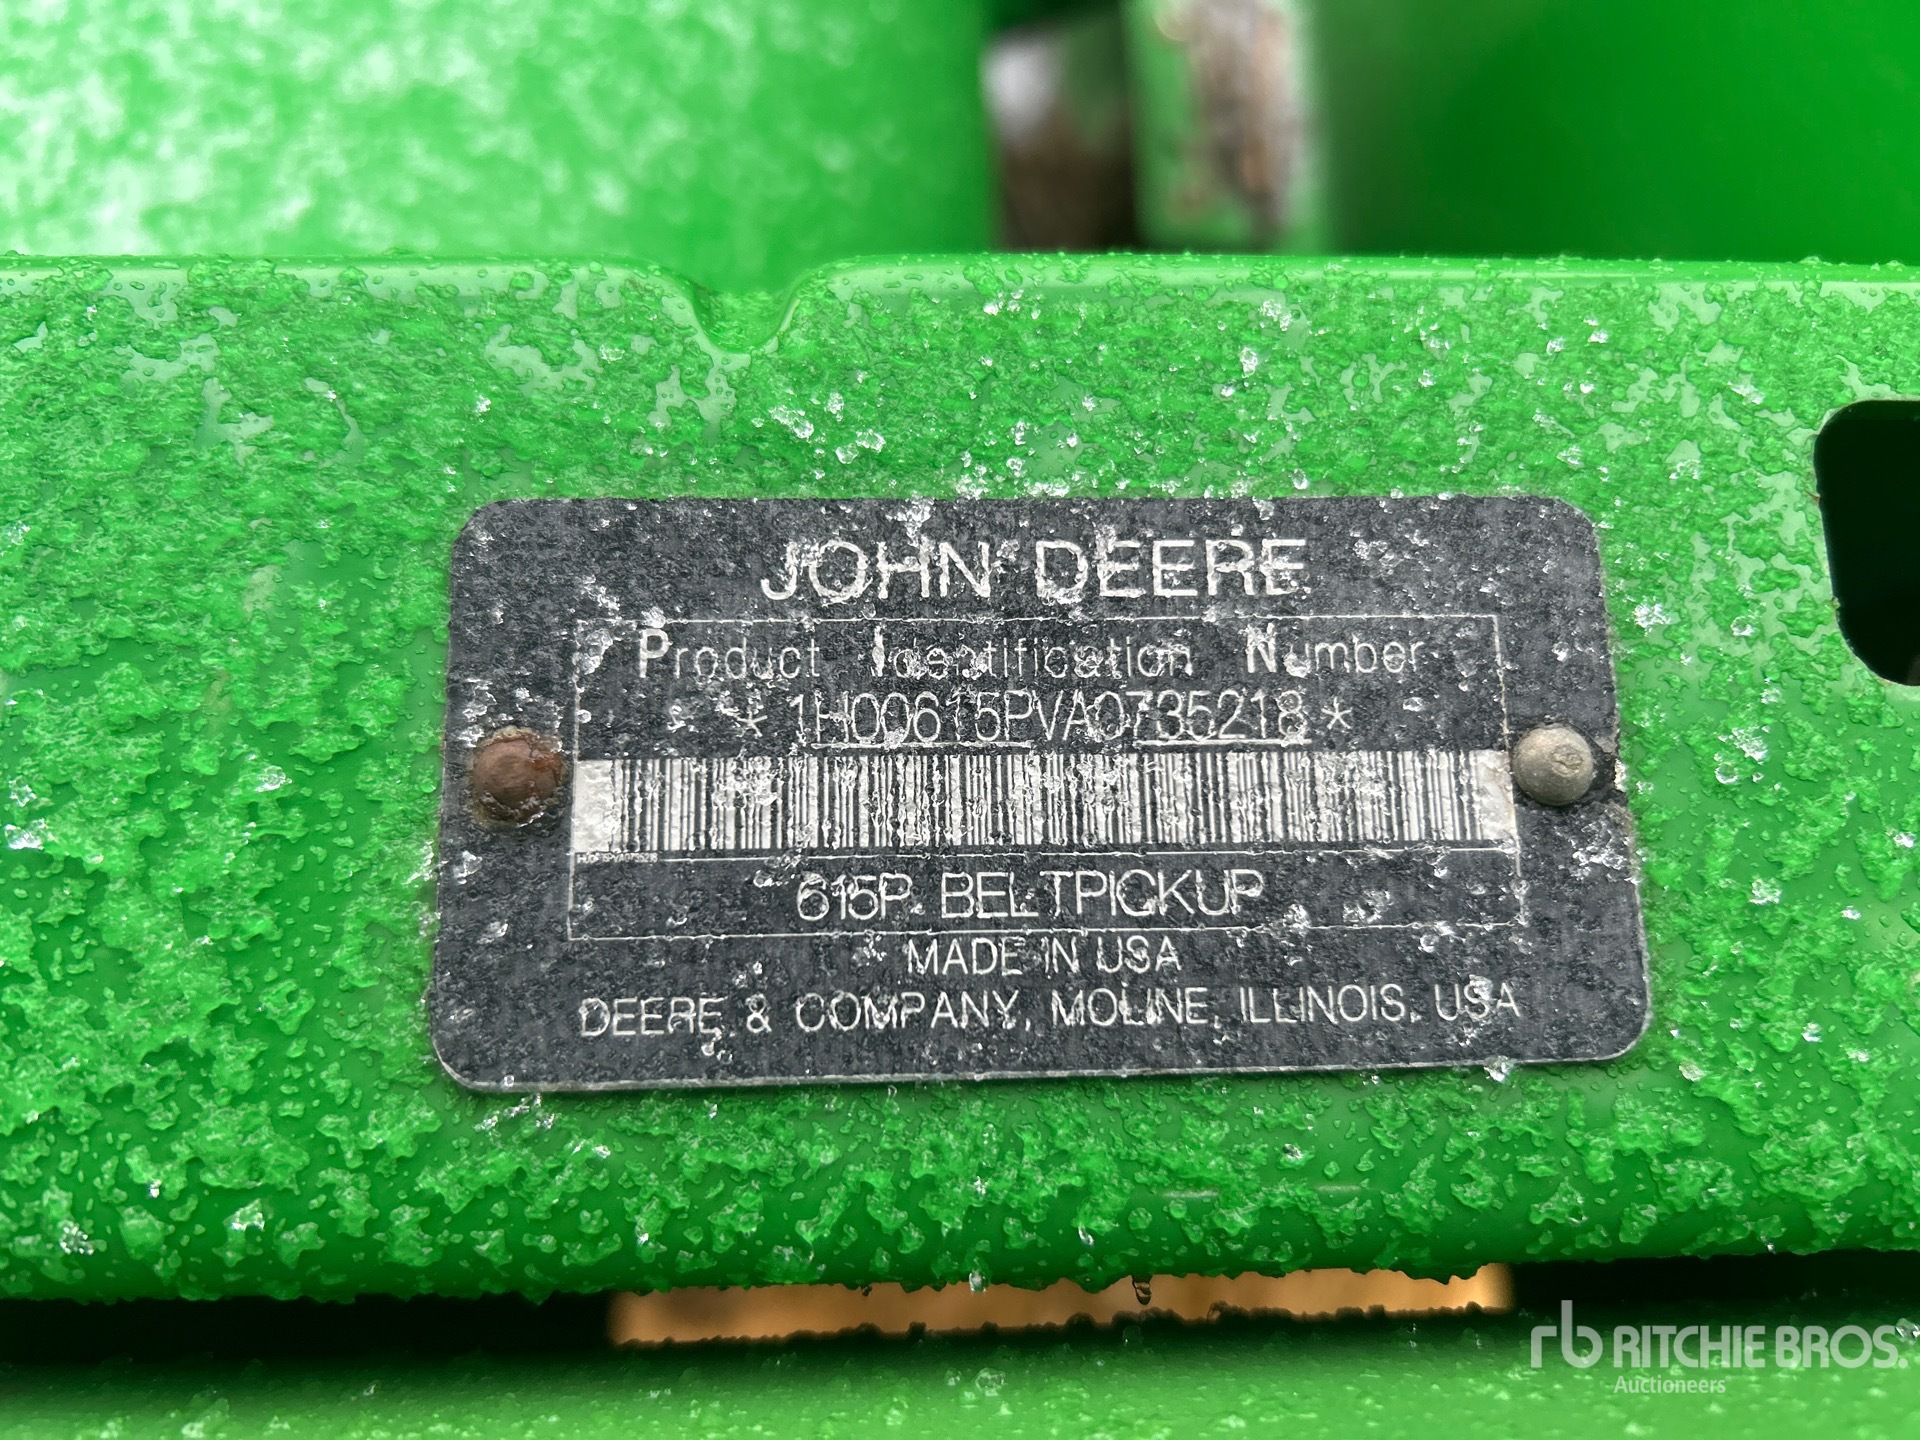 JOHN DEERE
Product Identification Number
* 1H00615PVA0735218 *
615P BELTPICKUP
MADE IN USA
DEERE & COMPANY, MOLINE, ILLINOIS, USA
rb RITCHIE BROS
Auctioneers